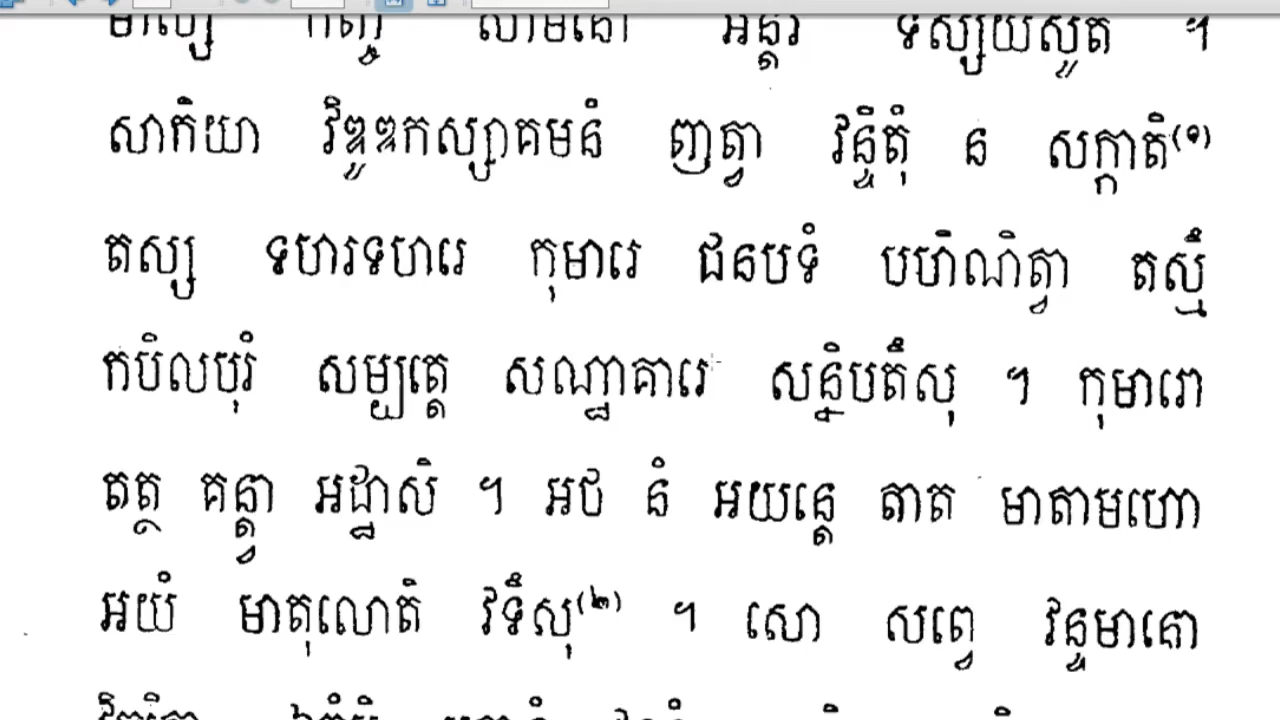 សាកិយា វិឌូឌកស្សាគមនំ ញត្វា វន្ទិតុំ ន សក្កាតិ(១)
តស្ស ទហរទហរេ កុមារេ ជនបទំ បហិណិត្វា តស្មឹ
កបិលបុរំ សម្បត្តេ សណ្ឋាគារេ សន្និបតឹសុ ។ កុមារោ
តត្ថ គន្ត្វា អដ្ឋាសិ ។ អថ នំ អយន្តេ តាត មាតាមហោ
អយំ មាតុលោតិ វទឹសុ(២) ។ សោ សព្វេ វន្ទមានោ